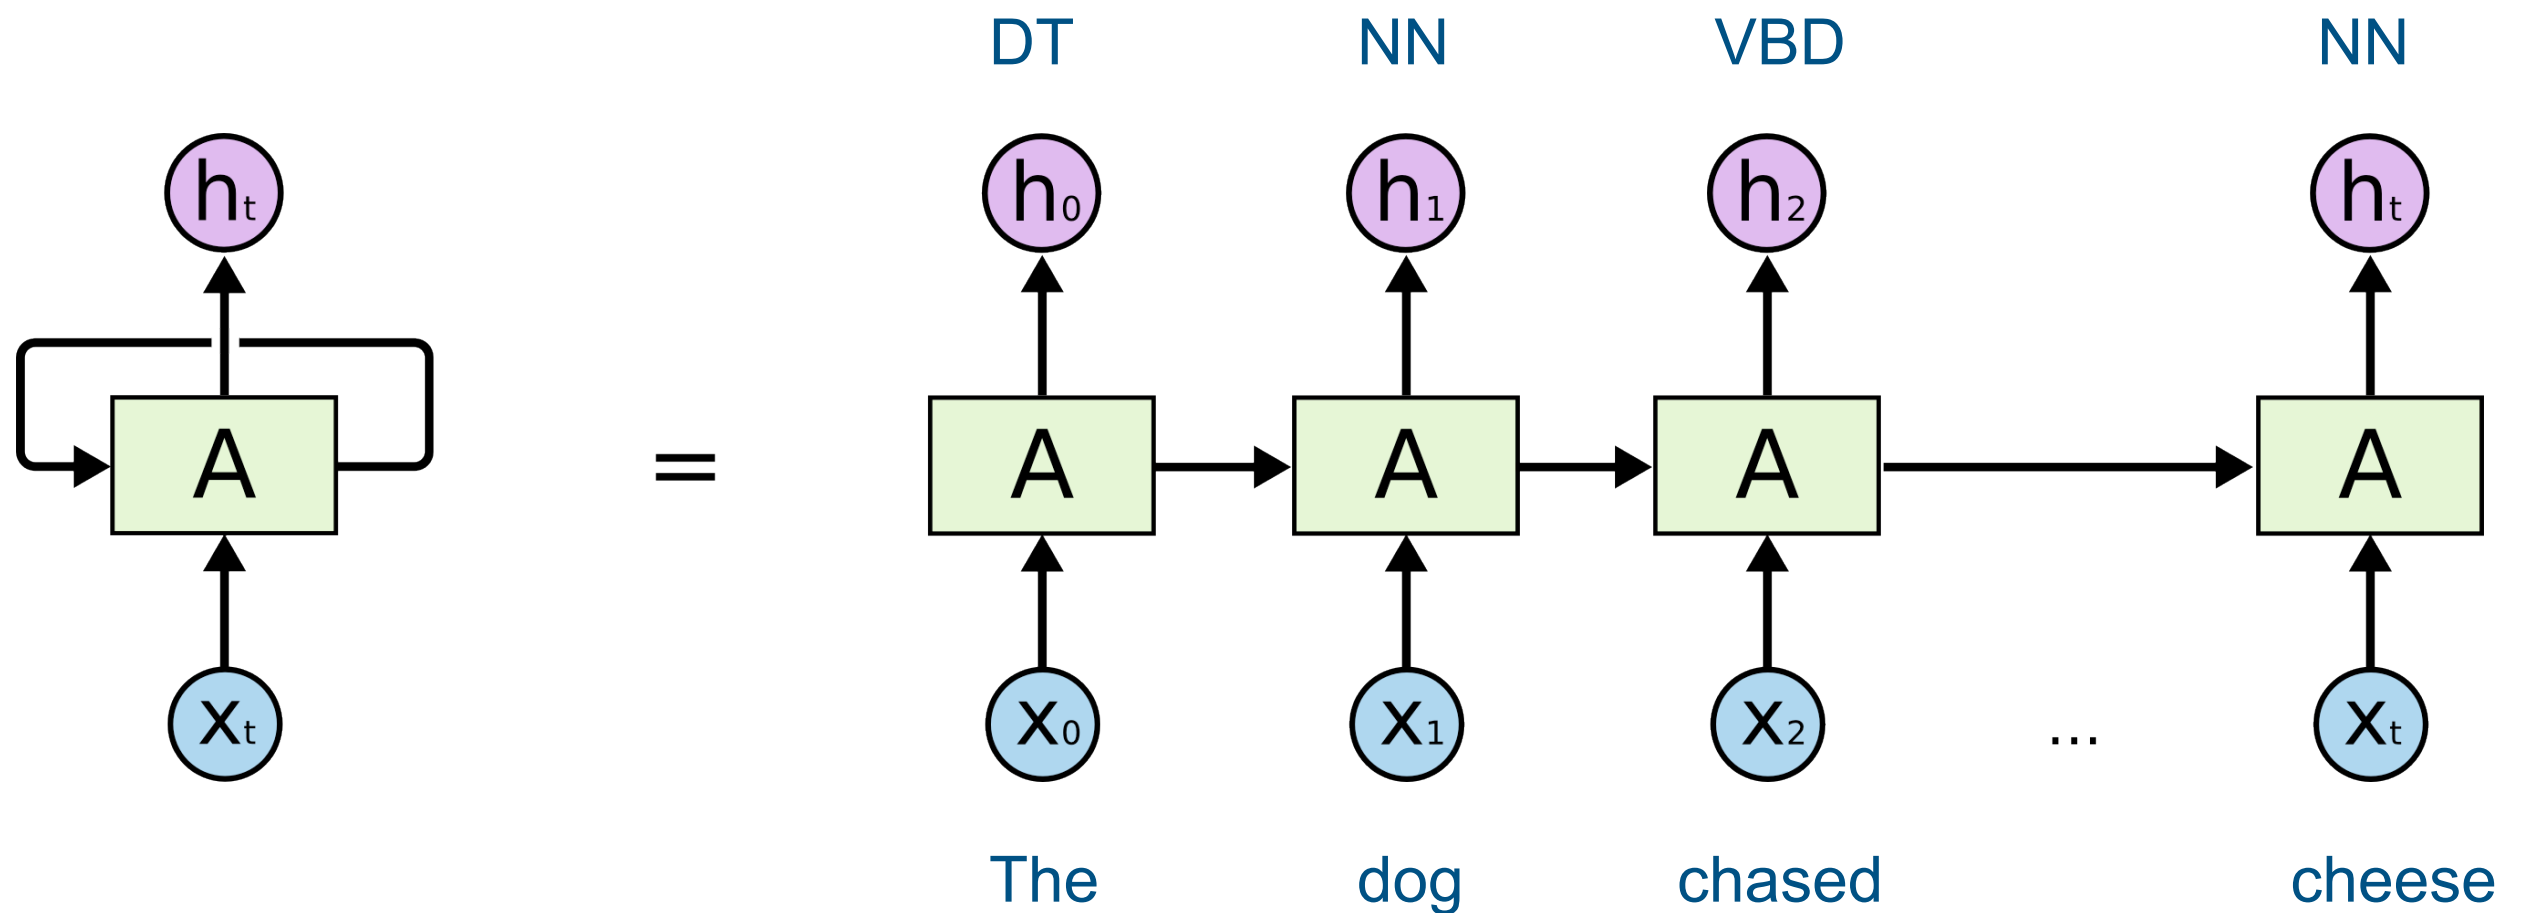 DT NN VBD NN
ht h0 h1 h2 ht
A = A A A A
xt x0 x1 x2 ... xt
The dog chased cheese